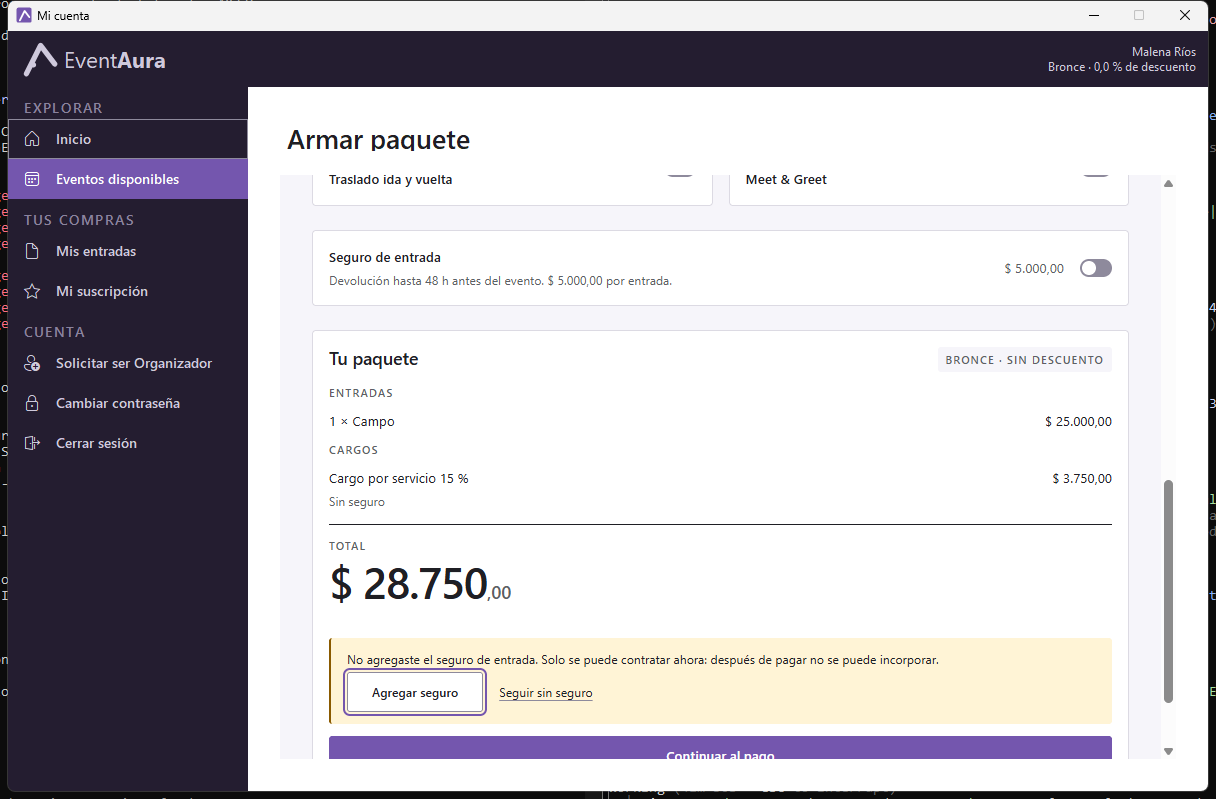 Mi cuenta
EventAura
Malena Ríos
Bronce · 0,0 % de descuento
EXPLORAR
Inicio
Eventos disponibles
TUS COMPRAS
Mis entradas
Mi suscripción
CUENTA
Solicitar ser Organizador
Cambiar contraseña
Cerrar sesión
Armar paquete
Traslado ida y vuelta
Meet & Greet
Seguro de entrada
Devolución hasta 48 h antes del evento. $ 5.000,00 por entrada.
$ 5.000,00
Tu paquete
BRONCE · SIN DESCUENTO
ENTRADAS
1 × Campo
$ 25.000,00
CARGOS
Cargo por servicio 15 %
$ 3.750,00
Sin seguro
TOTAL
$ 28.750,00
No agregaste el seguro de entrada. Solo se puede contratar ahora: después de pagar no se puede incorporar.
Agregar seguro
Seguir sin seguro
Continuar al pago